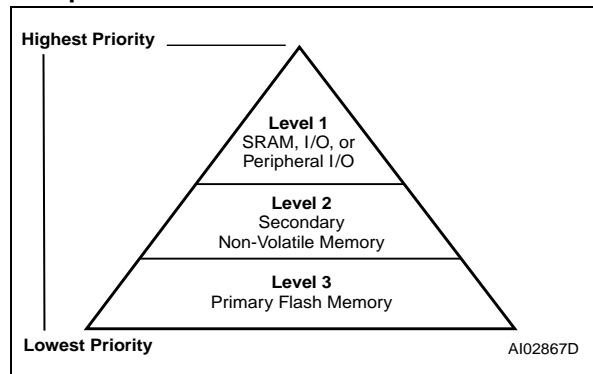 Highest Priority
Level 1
SRAM, I/O, or
Peripheral I/O
Level 2
Secondary
Non-Volatile Memory
Level 3
Primary Flash Memory
Lowest Priority
AI02867D